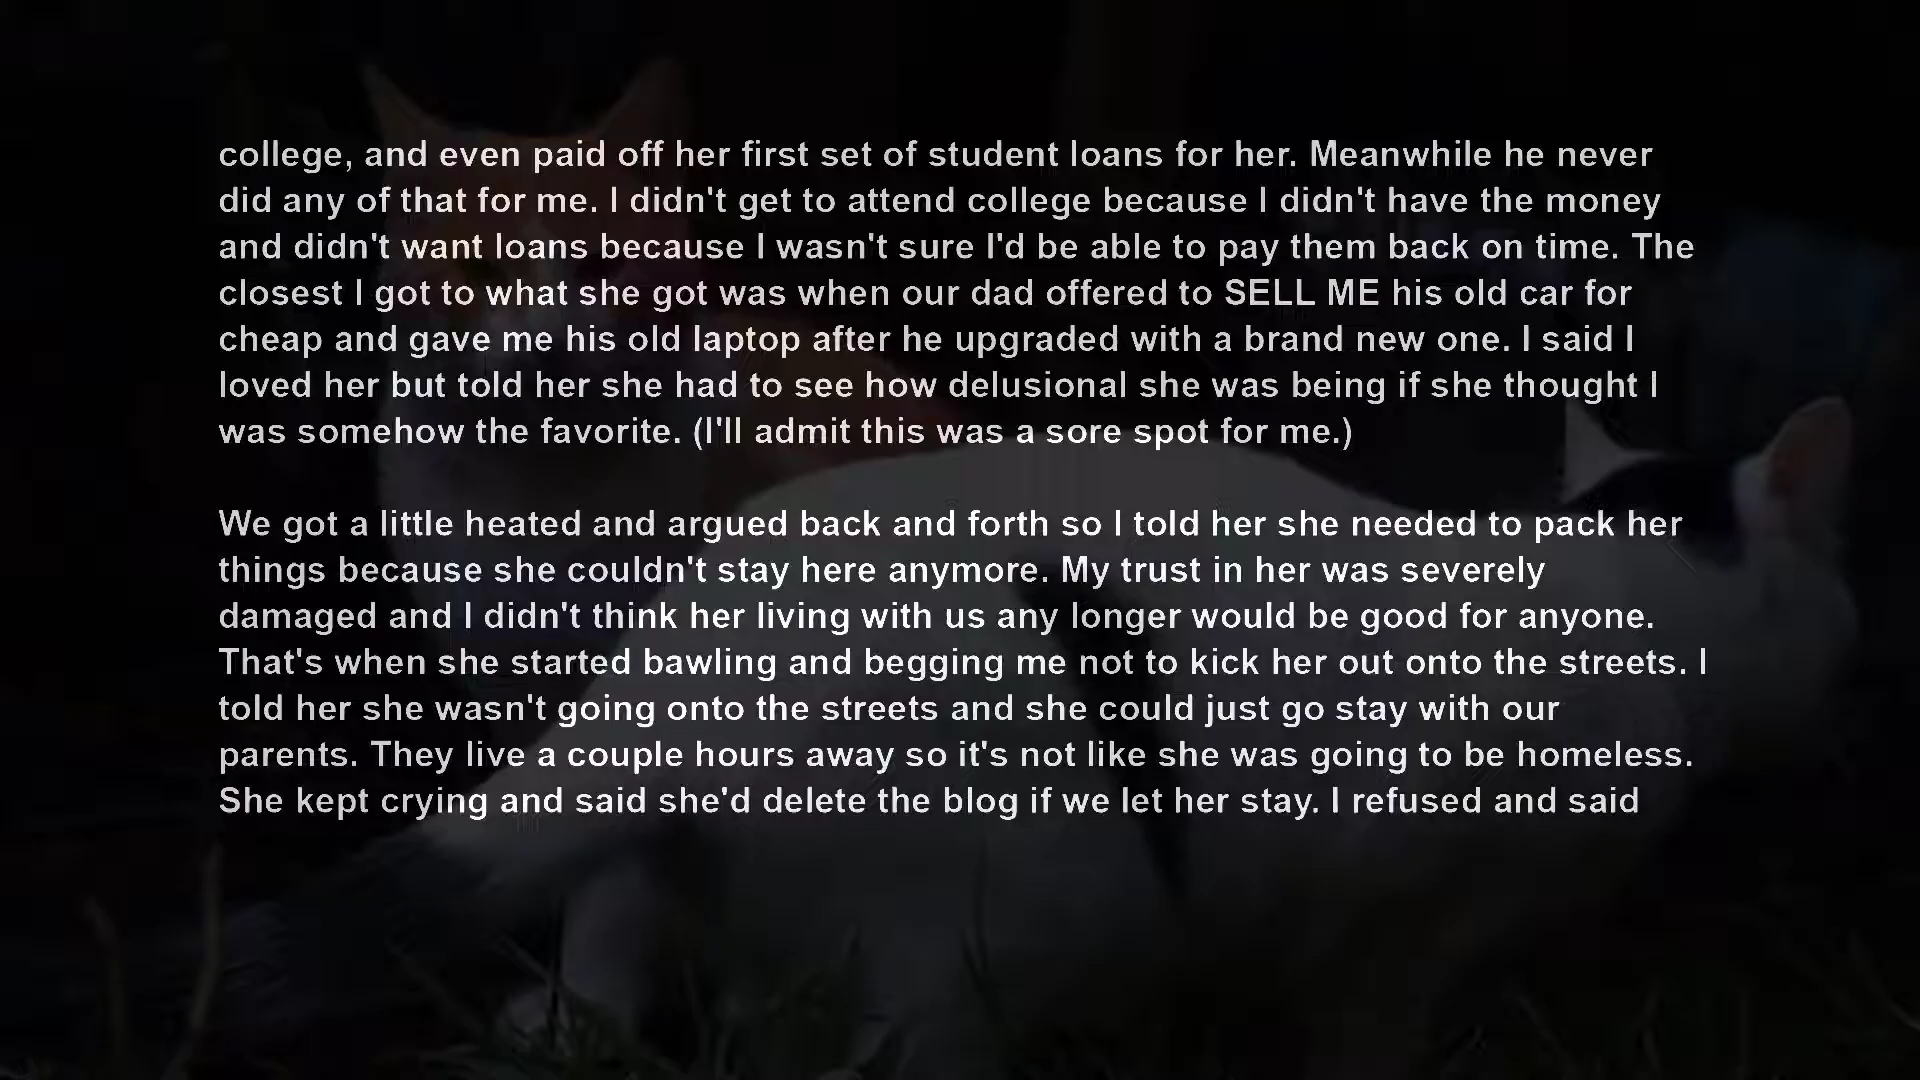 college, and even paid off her first set of student loans for her. Meanwhile he never
did any of that for me. I didn't get to attend college because I didn't have the money
and didn't want loans because I wasn't sure I'd be able to pay them back on time. The
closest I got to what she got was when our dad offered to SELL ME his old car for
cheap and gave me his old laptop after he upgraded with a brand new one. I said I
loved her but told her she had to see how delusional she was being if she thought I
was somehow the favorite. (I'll admit this was a sore spot for me.)
We got a little heated and argued back and forth so I told her she needed to pack her
things because she couldn't stay here anymore. My trust in her was severely
damaged and I didn't think her living with us any longer would be good for anyone.
That's when she started bawling and begging me not to kick her out onto the streets. I
told her she wasn't going onto the streets and she could just go stay with our
parents. They live a couple hours away so it's not like she was going to be homeless.
She kept crying and said she'd delete the blog if we let her stay. I refused and said